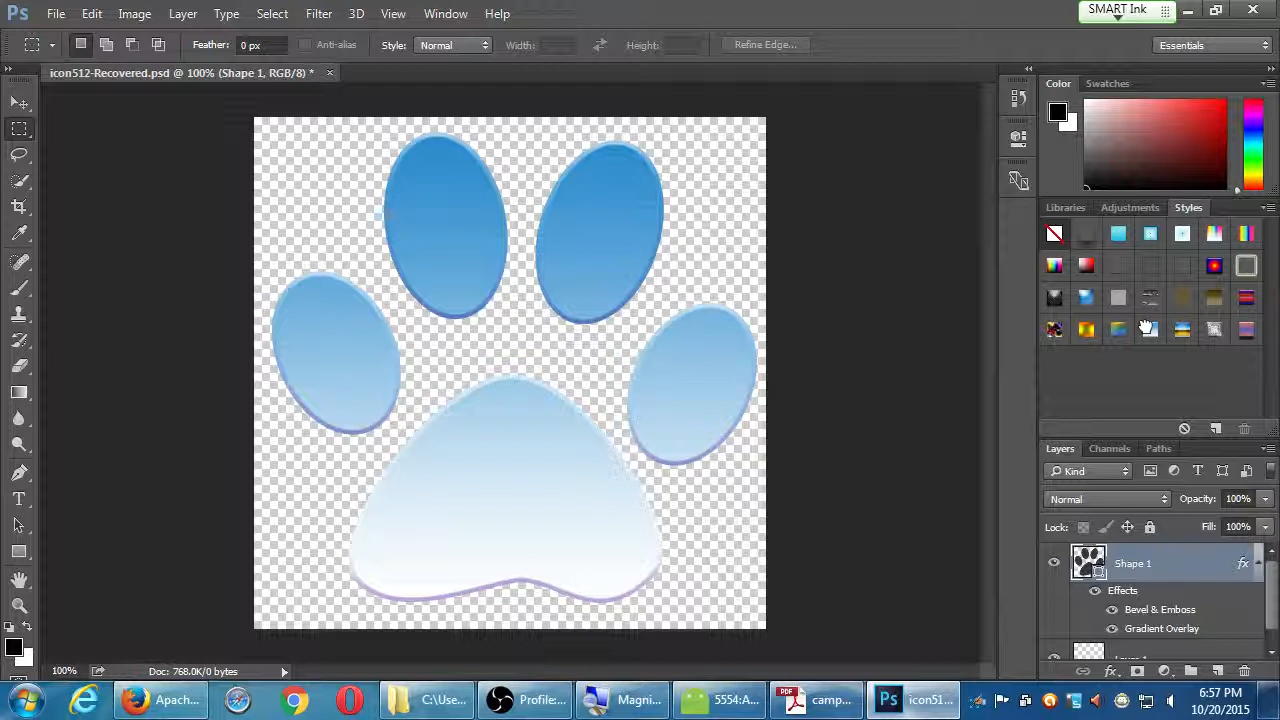 Ps File Edit Image Layer Type Select Filter 3D View Window Help
SMART Ink
Feather: 0 px Anti-alias Style: Normal Width: Height: Refine Edge... Essentials
icon512-Recovered.psd @ 100% (Shape 1, RGB/8) *
Color Swatches
Libraries Adjustments Styles
Layers Channels Paths
Kind
Normal Opacity: 100%
Lock: Fill: 100%
Shape 1 fx
Effects
Bevel & Emboss
Gradient Overlay
100% Doc: 768.0K/0 bytes
Apach... C:\Use... Profile:... Magni... 5554:A... camp... icon51...
6:57 PM
10/20/2015